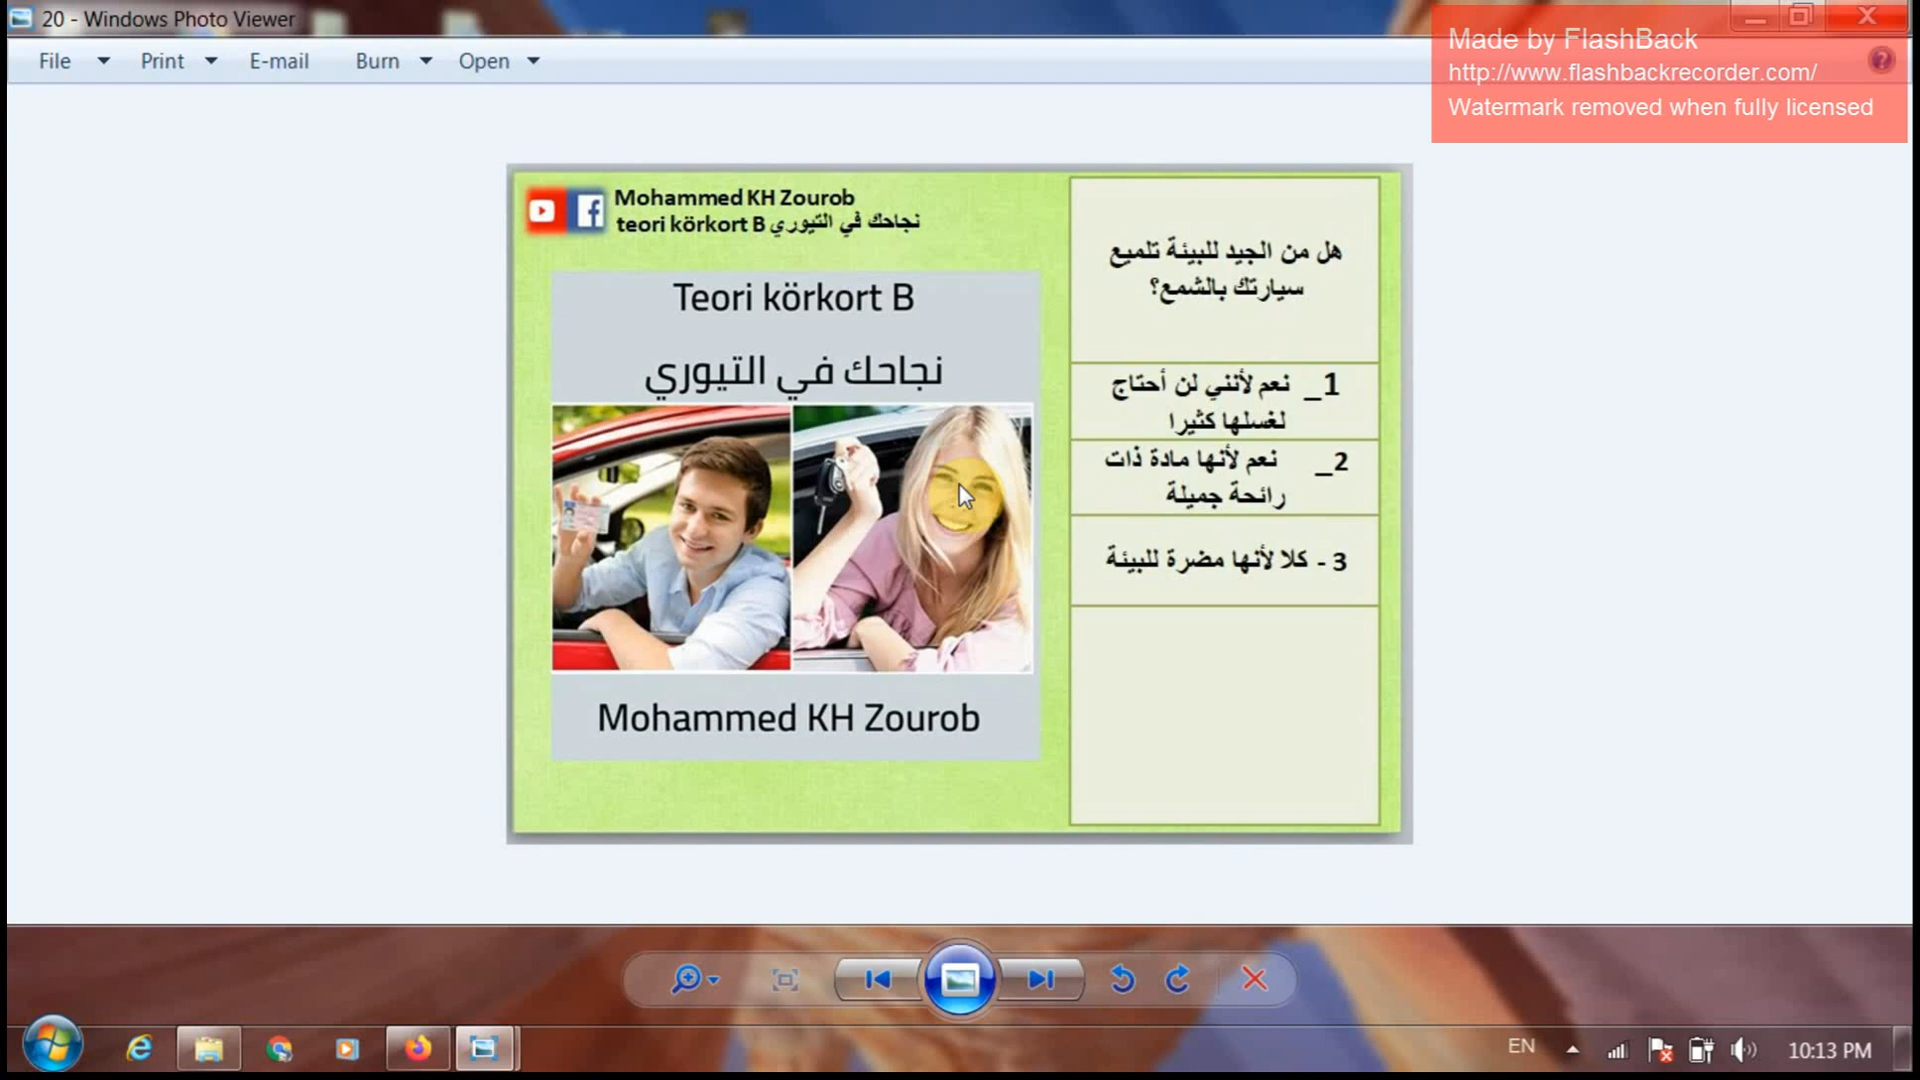 20 - Windows Photo Viewer
File Print E-mail Burn Open
Made by FlashBack
http://www.flashbackrecorder.com/
Watermark removed when fully licensed
Mohammed KH Zourob
teori körkort B نجاحك في التيوري
Teori körkort B
نجاحك في التيوري
Mohammed KH Zourob
هل من الجيد للبيئة تلميع
سيارتك بالشمع؟
1_ نعم لأنني لن أحتاج
لغسلها كثيرا
2_ نعم لأنها مادة ذات
رائحة جميلة
3 - كلا لأنها مضرة للبيئة
EN
10:13 PM